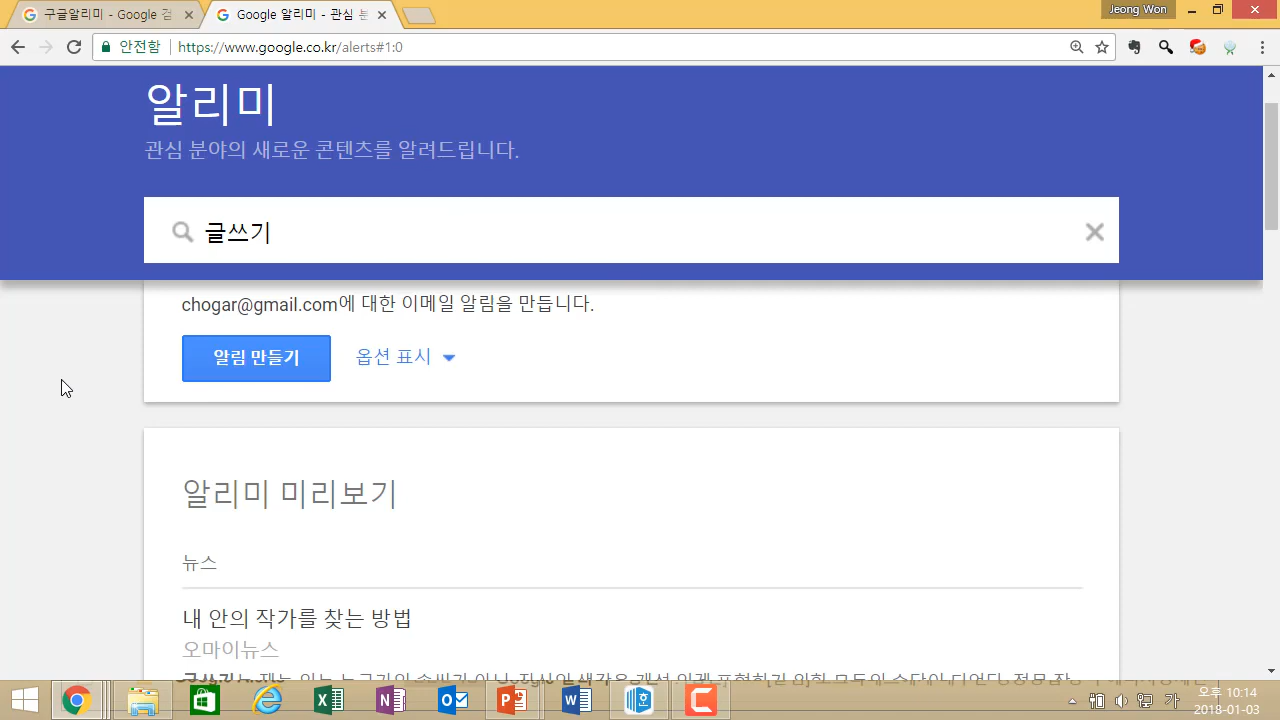 구글알리미 - Google 검
Google 알리미 - 관심 분
Jeong Won
안전함
https://www.google.co.kr/alerts#1:0
알리미
관심 분야의 새로운 콘텐츠를 알려드립니다.
글쓰기
chogar@gmail.com에 대한 이메일 알림을 만듭니다.
알림 만들기
옵션 표시
알리미 미리보기
뉴스
내 안의 작가를 찾는 방법
오마이뉴스
가
오후 10:14
2018-01-03